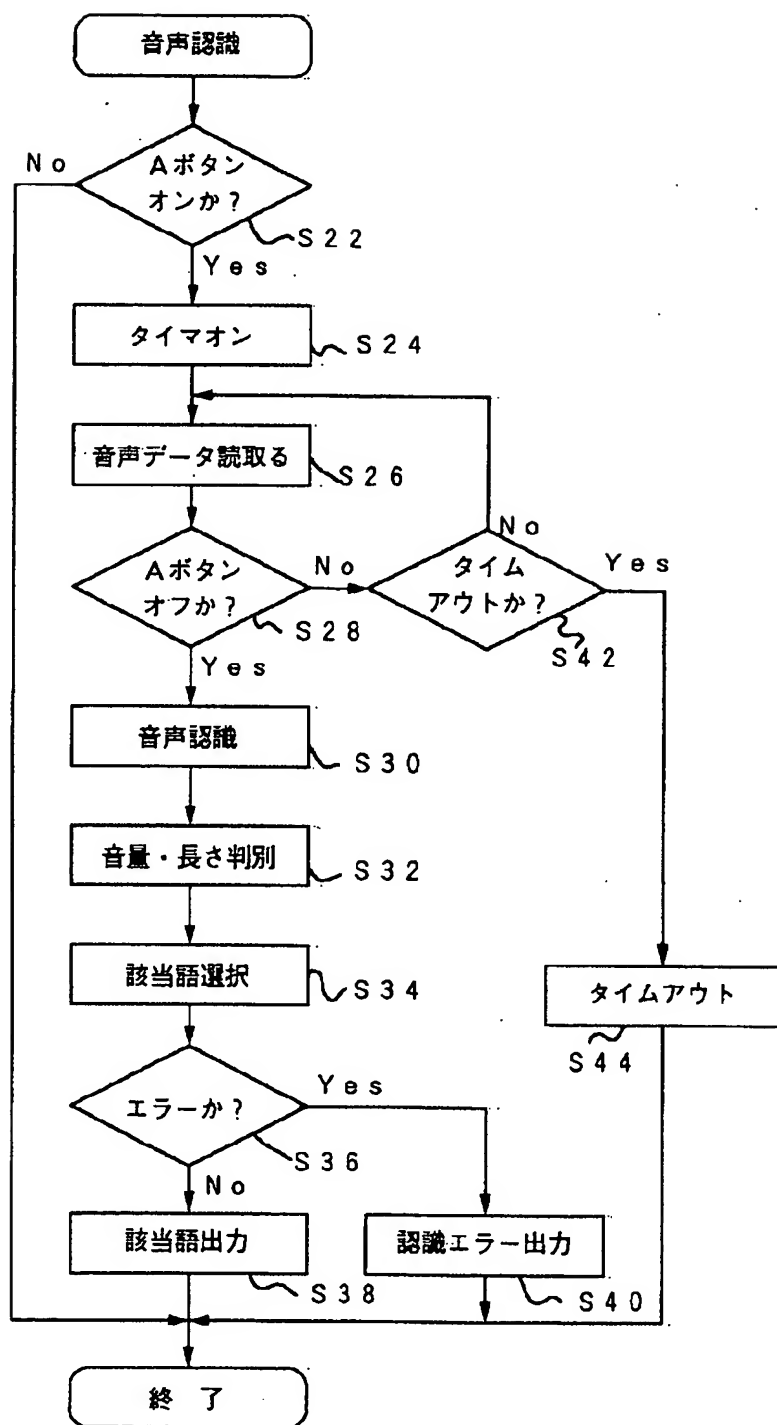 音声認識
No
Aボタン
オンか？
S22
Yes
タイマオン
S24
音声データ読取る
S26
Aボタン
オフか？
S28
No
タイム
アウトか？
S42
No
Yes
Yes
音声認識
S30
音量・長さ判別
S32
該当語選択
S34
タイムアウト
S44
エラーか？
S36
Yes
No
該当語出力
S38
認識エラー出力
S40
終 了